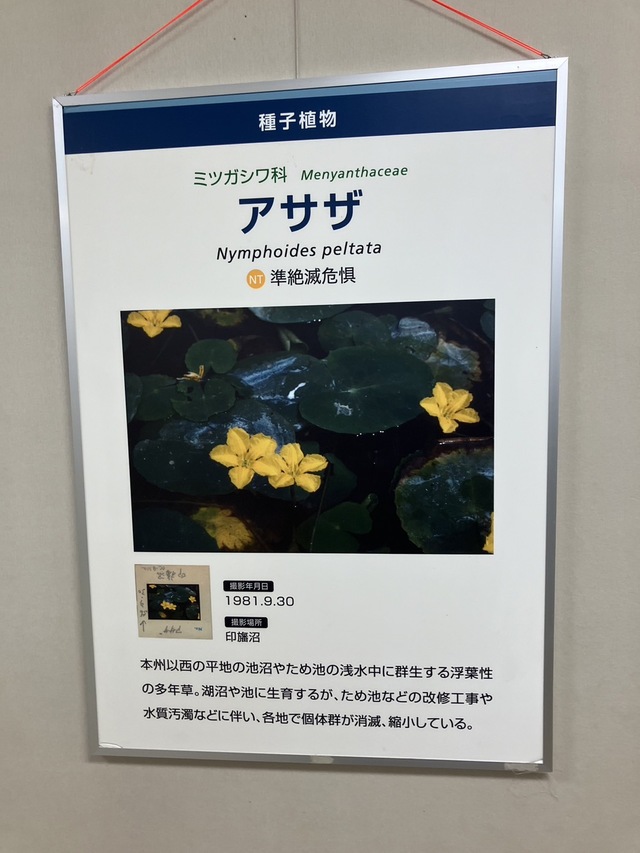 種子植物
ミツガシワ科 Menyanthaceae
アサザ
Nymphoides peltata
NT 準絶滅危惧
撮影年月日
1981.9.30
撮影場所
印旛沼
本州以西の平地の池沼やため池の浅水中に群生する浮葉性
の多年草。湖沼や池に生育するが、ため池などの改修工事や
水質汚濁などに伴い、各地で個体群が消滅、縮小している。